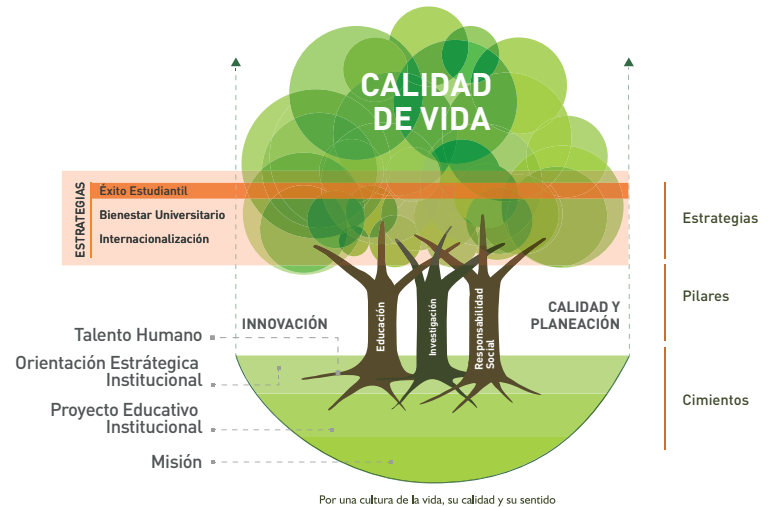 CALIDAD
DE VIDA
ESTRATEGIAS
Éxito Estudiantil
Bienestar Universitario
Internacionalización
Estrategias
Pilares
Cimientos
INNOVACIÓN
Educación
Investigación
Responsabilidad
Social
CALIDAD Y
PLANEACIÓN
Talento Humano
Orientación Estrátegica
Institucional
Proyecto Educativo
Institucional
Misión
Por una cultura de la vida, su calidad y su sentido